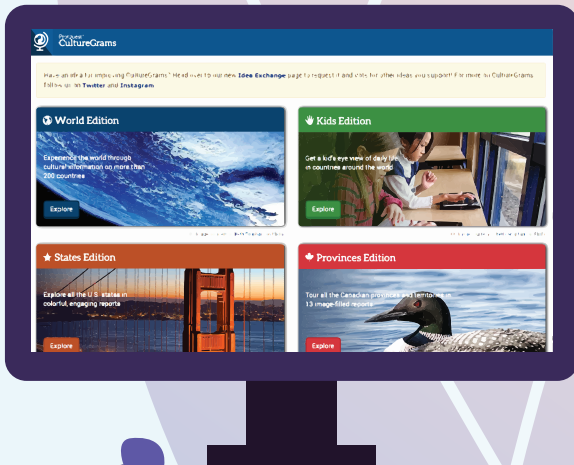 ProQuest
CultureGrams
Have an idea for improving CultureGrams? Head over to our new Idea Exchange page to request it and vote for other ideas you support! For more on CultureGrams
follow us on Twitter and Instagram
World Edition
Experience the world through
cultural information on more than
200 countries
Explore
Kids Edition
Get a kid's eye view of daily life
in countries around the world
Explore
States Edition
Explore all the U.S. states in
colorful, engaging reports
Explore
Provinces Edition
Tour all the Canadian provinces and territories in
13 image-filled reports
Explore